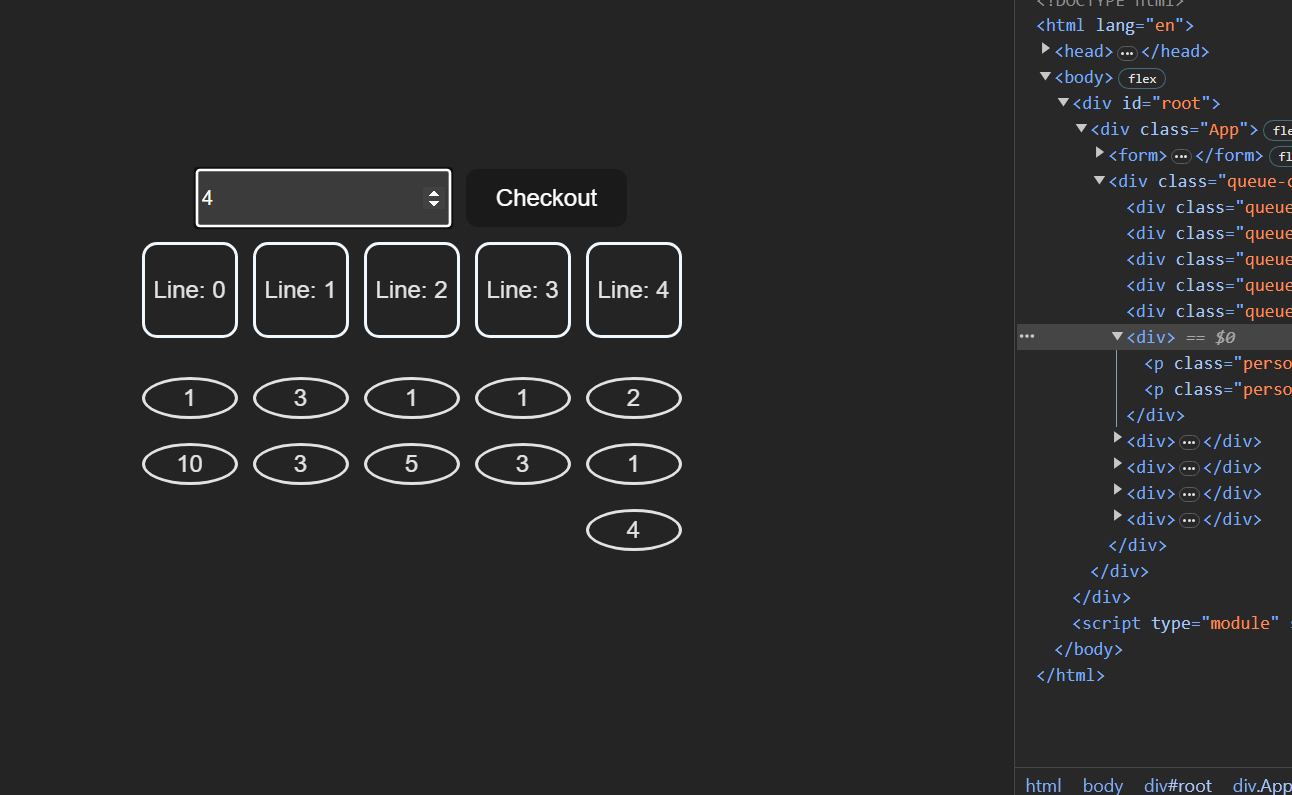 4
Checkout
Line: 0 Line: 1 Line: 2 Line: 3 Line: 4
1 3 1 1 2
10 3 5 3 1
4
<!DOCTYPE html>
<html lang="en">
<head> ••• </head>
<body> flex
<div id="root">
<div class="App"> fle
<form> ••• </form> fl
<div class="queue-c
<div class="queue
<div class="queue
<div class="queue
<div class="queue
<div class="queue
••• <div> == $0
<p class="perso
<p class="perso
</div>
<div> ••• </div>
<div> ••• </div>
<div> ••• </div>
<div> ••• </div>
</div>
</div>
</div>
<script type="module"
</body>
</html>
html body div#root div.App